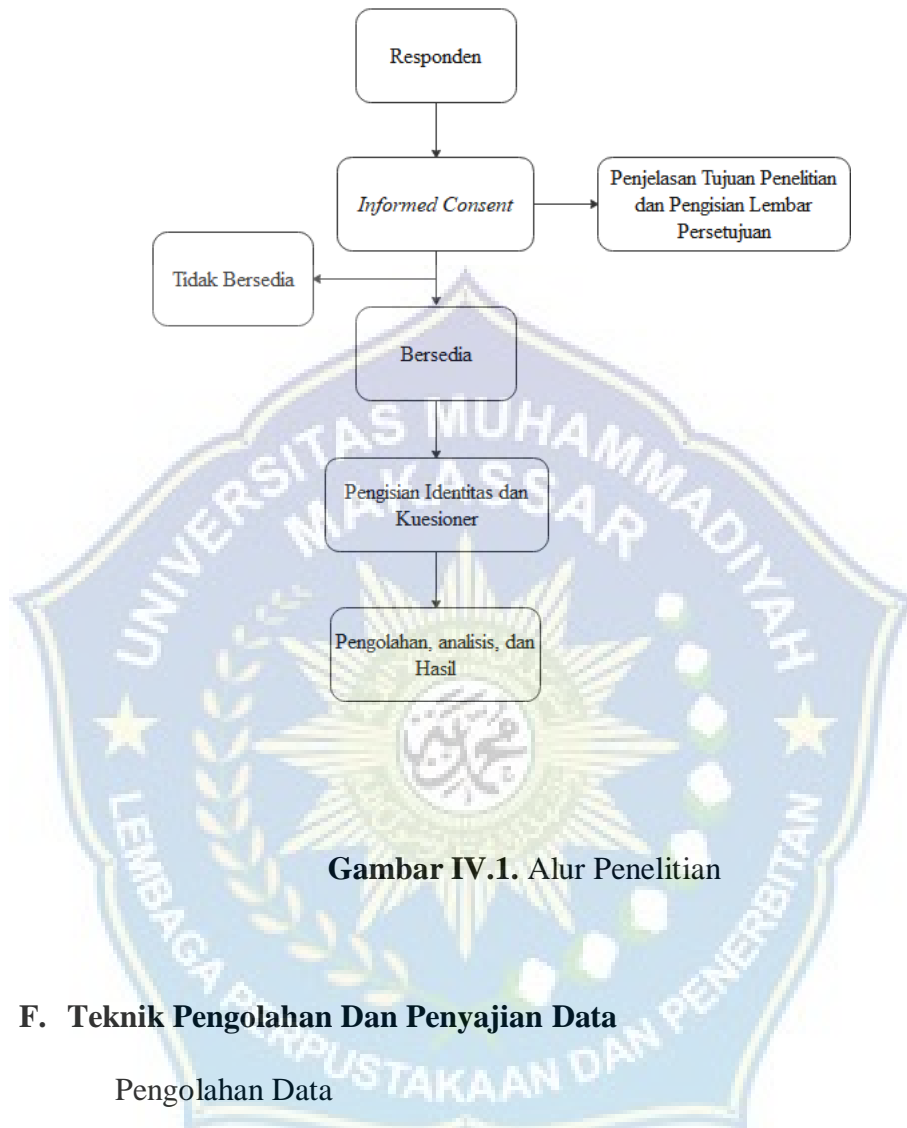 Responden
Informed Consent
Penjelasan Tujuan Penelitian
dan Pengisian Lembar
Persetujuan
Tidak Bersedia
Bersedia
Pengisian Identitas dan
Kuesioner
Pengolahan, analisis, dan
Hasil
UNIVERSITAS MUHAMMADIYAH
MAKASSAR
LEMBAGA PERPUSTAKAAN DAN PENERBITAN
Gambar IV.1. Alur Penelitian
F. Teknik Pengolahan Dan Penyajian Data
Pengolahan Data